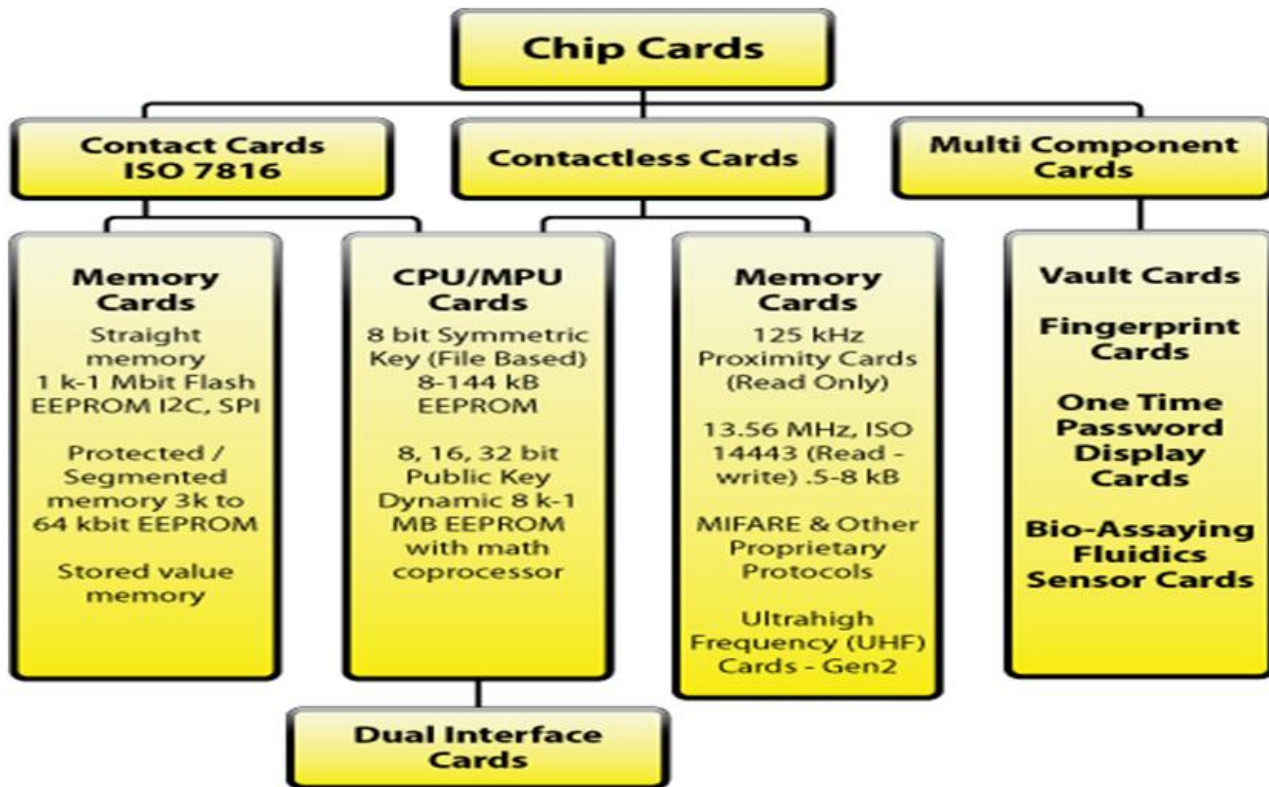 Chip Cards
Contact Cards
ISO 7816
Contactless Cards
Multi Component
Cards
Memory
Cards
Straight
memory
1 k-1 Mbit Flash
EEPROM I2C, SPI
Protected /
Segmented
memory 3k to
64 kbit EEPROM
Stored value
memory
CPU/MPU
Cards
8 bit Symmetric
Key (File Based)
8-144 kB
EEPROM
8, 16, 32 bit
Public Key
Dynamic 8 k-1
MB EEPROM
with math
coprocessor
Memory
Cards
125 kHz
Proximity Cards
(Read Only)
13.56 MHz, ISO
14443 (Read -
write) .5-8 kB
MIFARE & Other
Proprietary
Protocols
Ultrahigh
Frequency (UHF)
Cards - Gen2
Vault Cards
Fingerprint
Cards
One Time
Password
Display
Cards
Bio-Assaying
Fluidics
Sensor Cards
Dual Interface
Cards